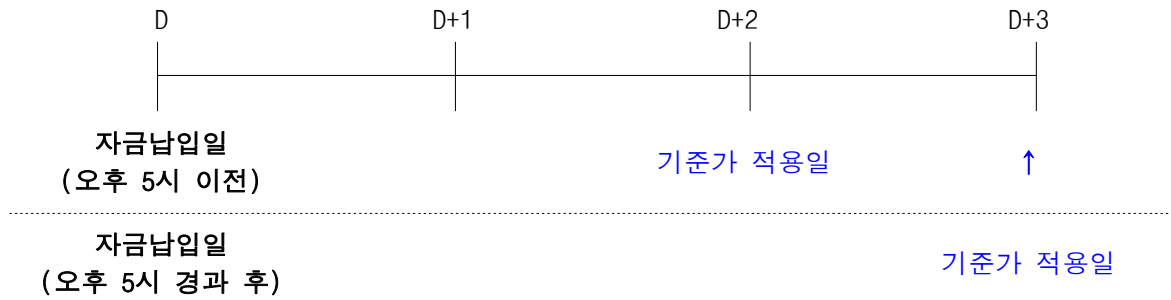 D D+1 D+2 D+3
자금납입일
(오후 5시 이전)
기준가 적용일 ↑
자금납입일
(오후 5시 경과 후)
기준가 적용일